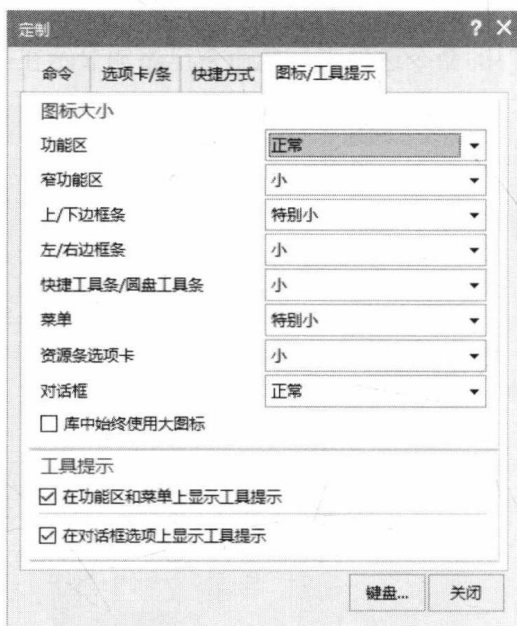 定制 ? ×
命令 选项卡/条 快捷方式 图标/工具提示
图标大小
功能区 正常
窄功能区 小
上/下边框条 特别小
左/右边框条 小
快捷工具条/圆盘工具条 小
菜单 特别小
资源条选项卡 小
对话框 正常
库中始终使用大图标
工具提示
在功能区和菜单上显示工具提示
在对话框选项上显示工具提示
键盘... 关闭